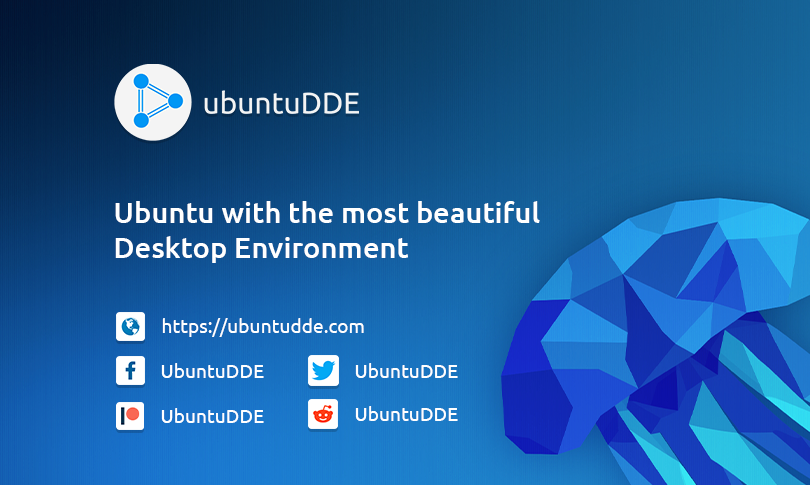 ubuntuDDE
Ubuntu with the most beautiful
Desktop Environment
https://ubuntudde.com
UbuntuDDE
UbuntuDDE
UbuntuDDE
UbuntuDDE